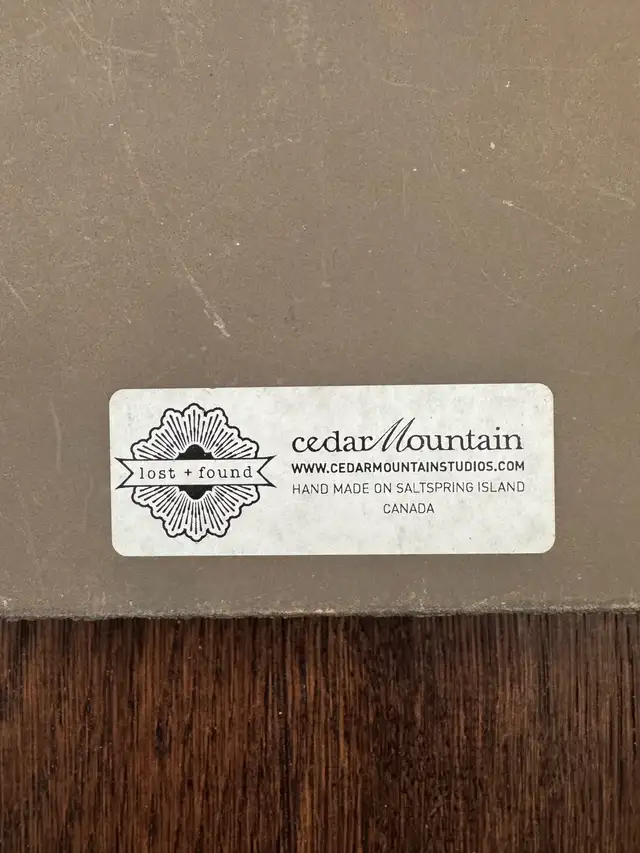 lost + found
cedarMountain
WWW.CEDARMOUNTAINSTUDIOS.COM
HAND MADE ON SALTSPRING ISLAND
CANADA